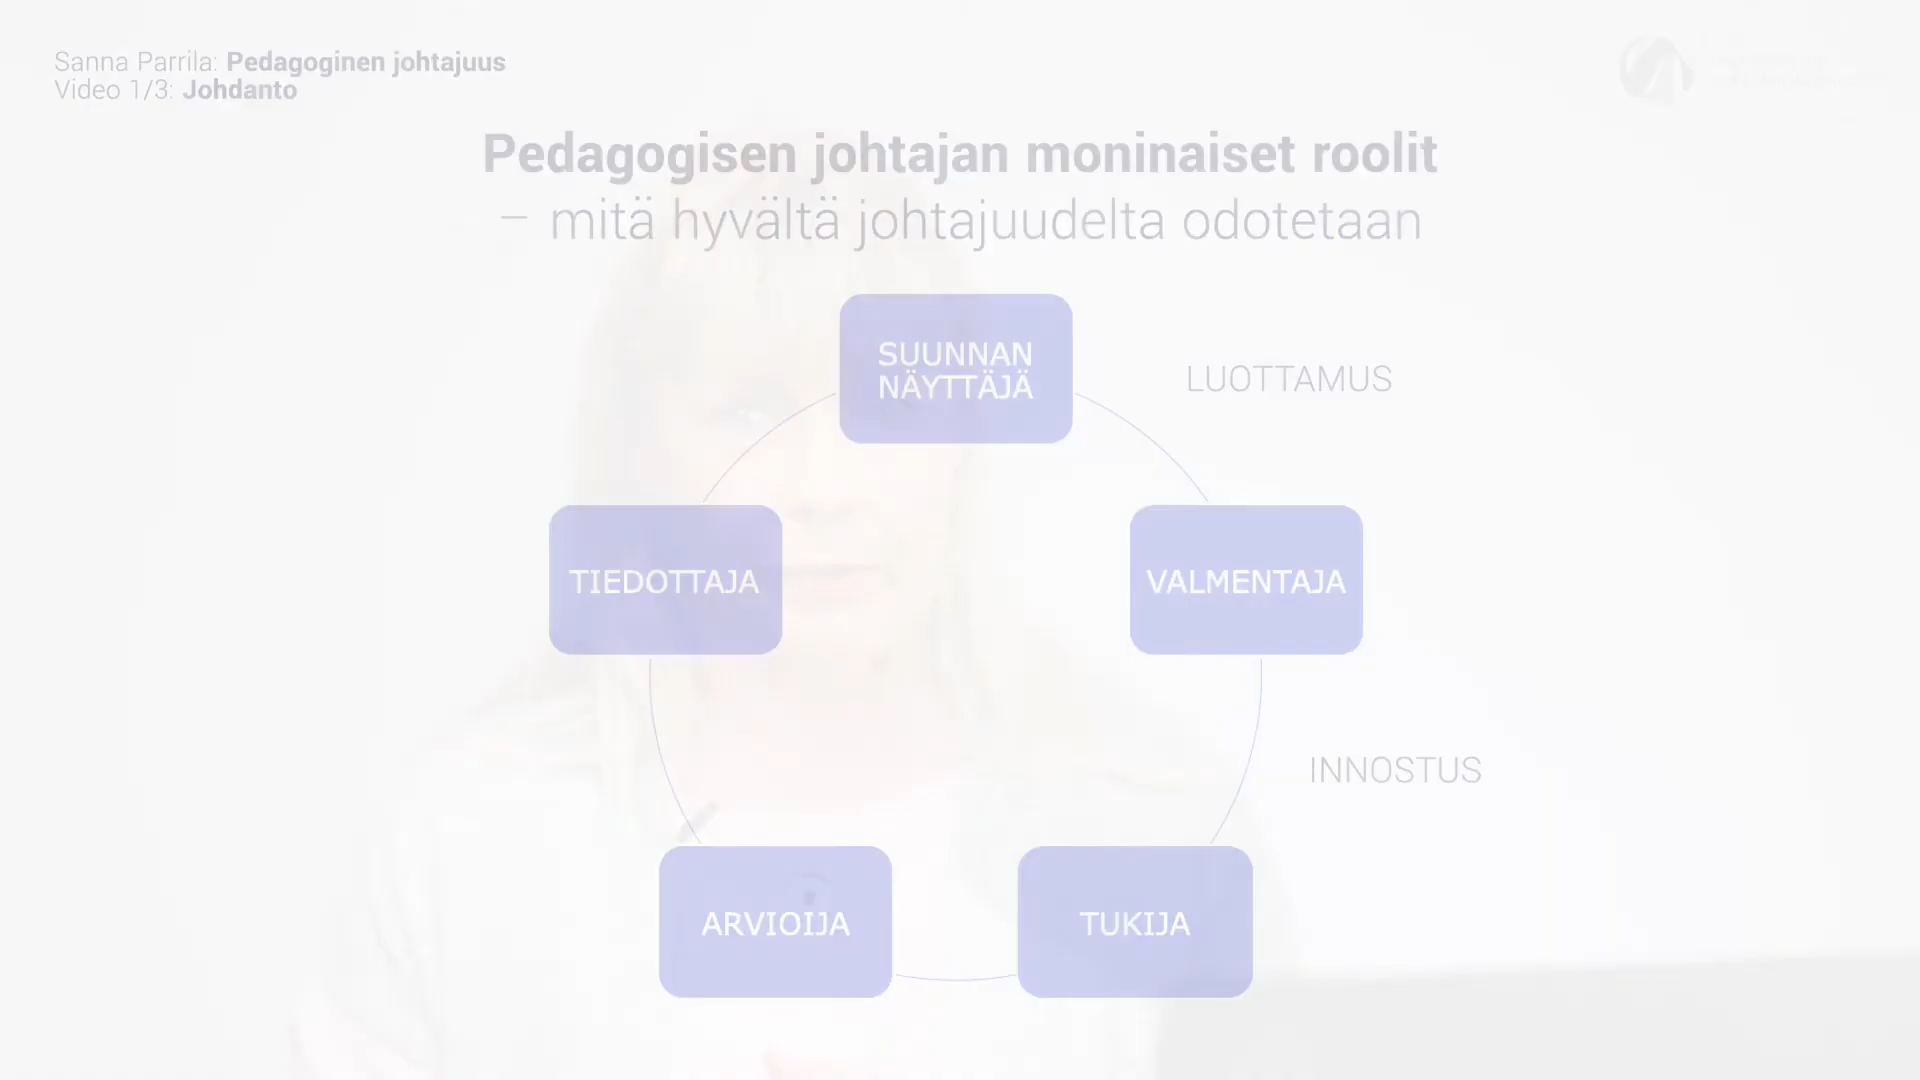 Sanna Parrila: Pedagoginen johtajuus
Video 1/3: Johdanto
Pedagogisen johtajan moninaiset roolit
– mitä hyvältä johtajuudelta odotetaan
SUUNNAN
NÄYTTÄJÄ
LUOTTAMUS
TIEDOTTAJA
VALMENTAJA
INNOSTUS
ARVIOIJA
TUKIJA